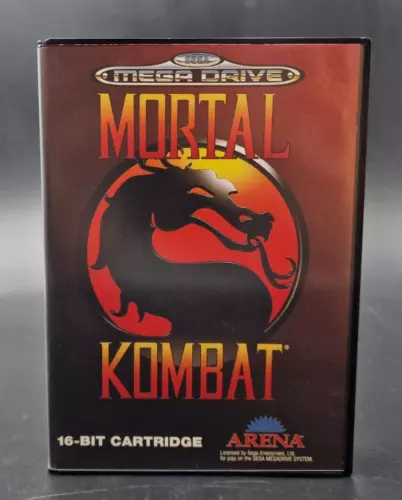 SEGA
MEGA DRIVE
MORTAL
KOMBAT®
16-BIT CARTRIDGE
ARENA
Licensed by Sega Enterprises, Ltd.
for play on the SEGA MEGADRIVE SYSTEM.